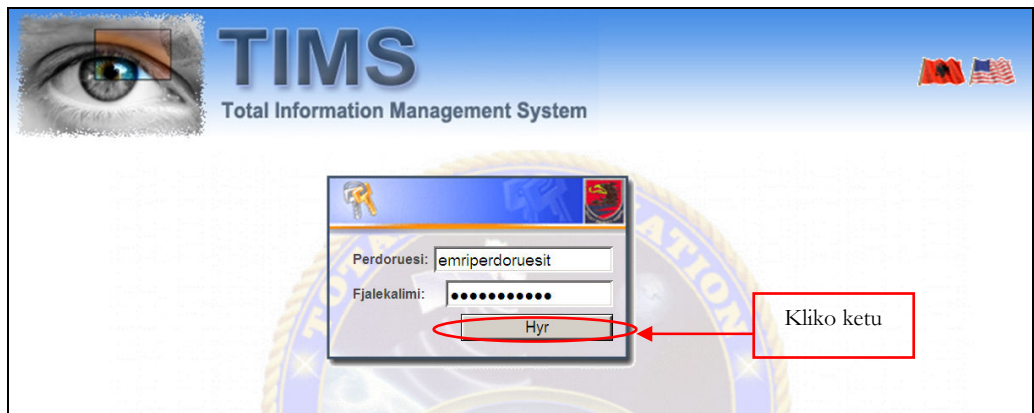 TIMS
Total Information Management System
Perdoruesi: emriperdoruesit
Fjalekalimi: ●●●●●●●●●●●
Hyr
Kliko ketu